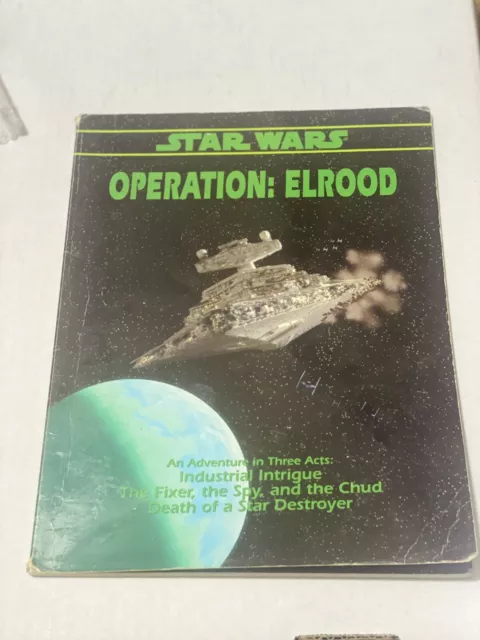 STAR WARS
OPERATION: ELROOD
An Adventure in Three Acts:
Industrial Intrigue
The Fixer, the Spy, and the Chud
Death of a Star Destroyer